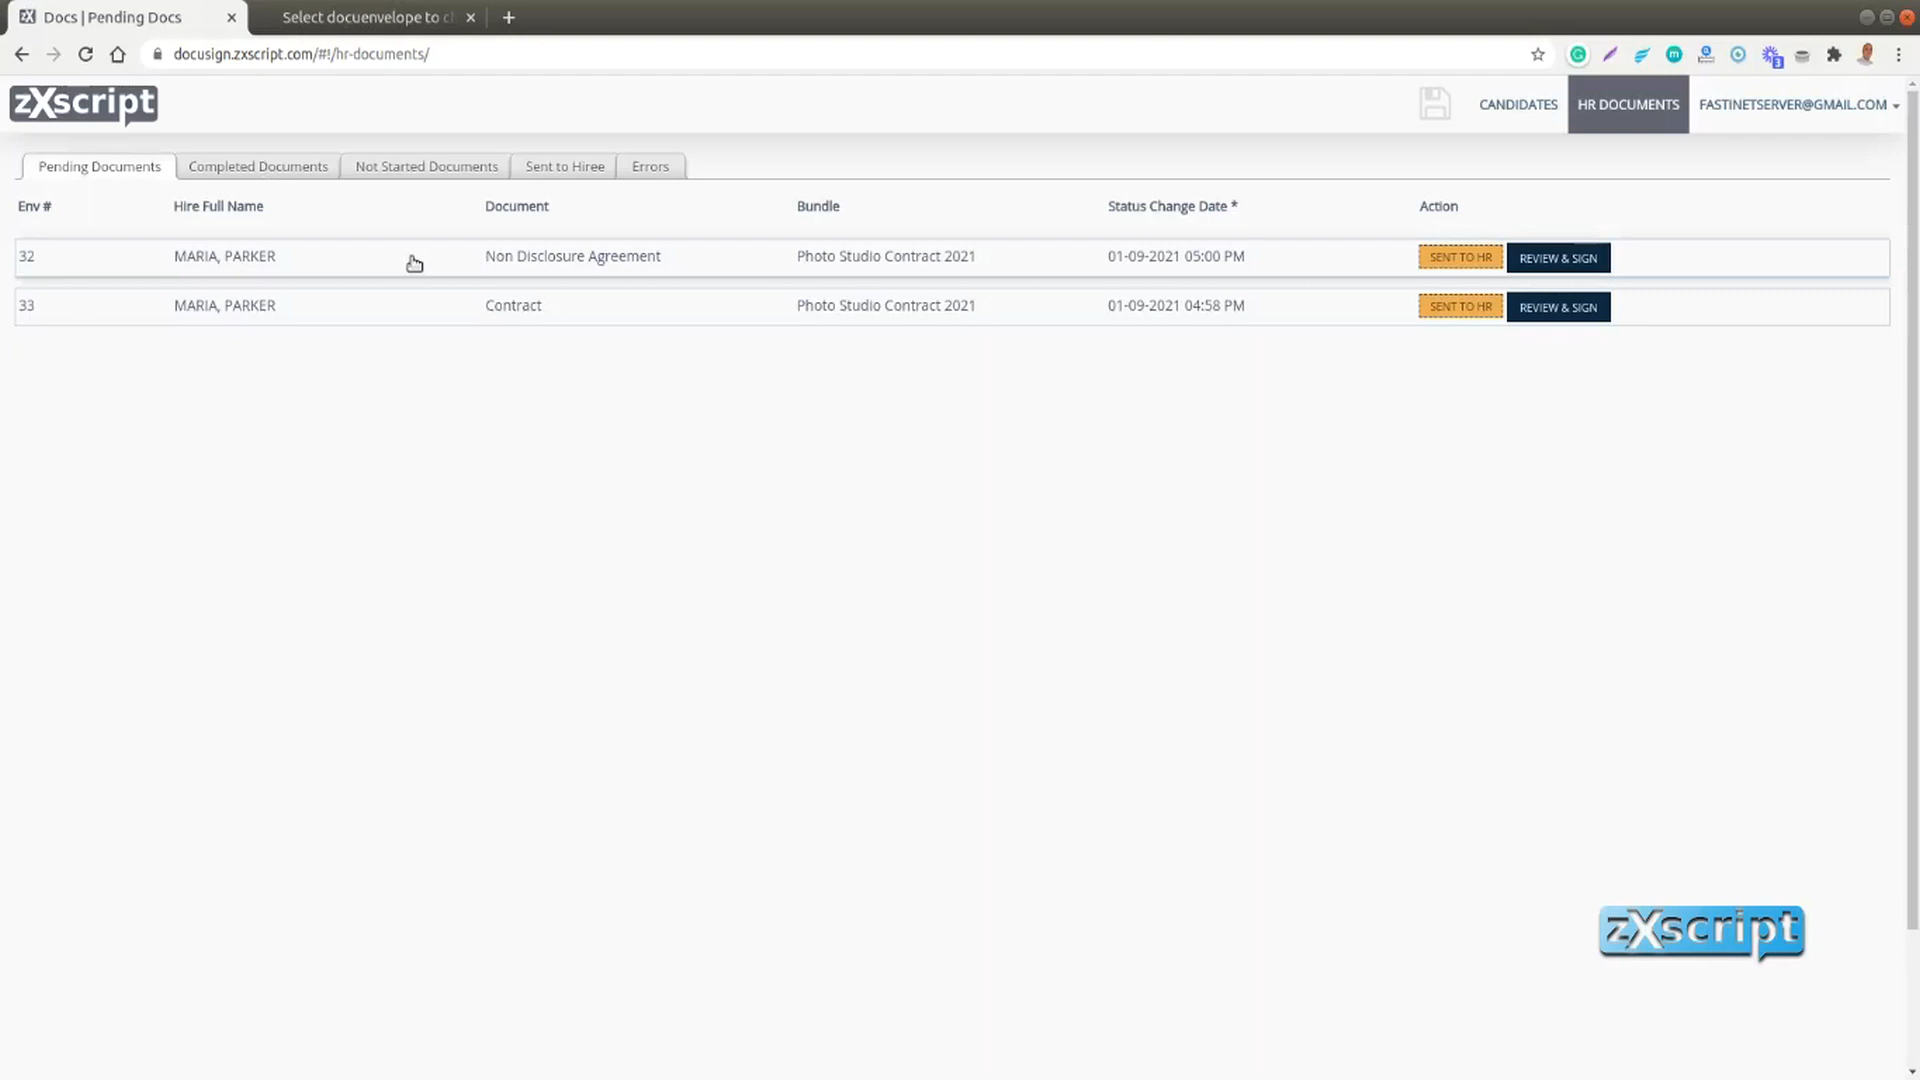 Docs | Pending Docs
Select docuenvelope to
docusign.zxscript.com/#!/hr-documents/
3
zXscript
CANDIDATES
HR DOCUMENTS
FASTINETSERVER@GMAIL.COM
Pending Documents
Completed Documents
Not Started Documents
Sent to Hiree
Errors
Env # Hire Full Name Document Bundle Status Change Date * Action
32 MARIA, PARKER Non Disclosure Agreement Photo Studio Contract 2021 01-09-2021 05:00 PM SENT TO HR REVIEW & SIGN
33 MARIA, PARKER Contract Photo Studio Contract 2021 01-09-2021 04:58 PM SENT TO HR REVIEW & SIGN
zXscript